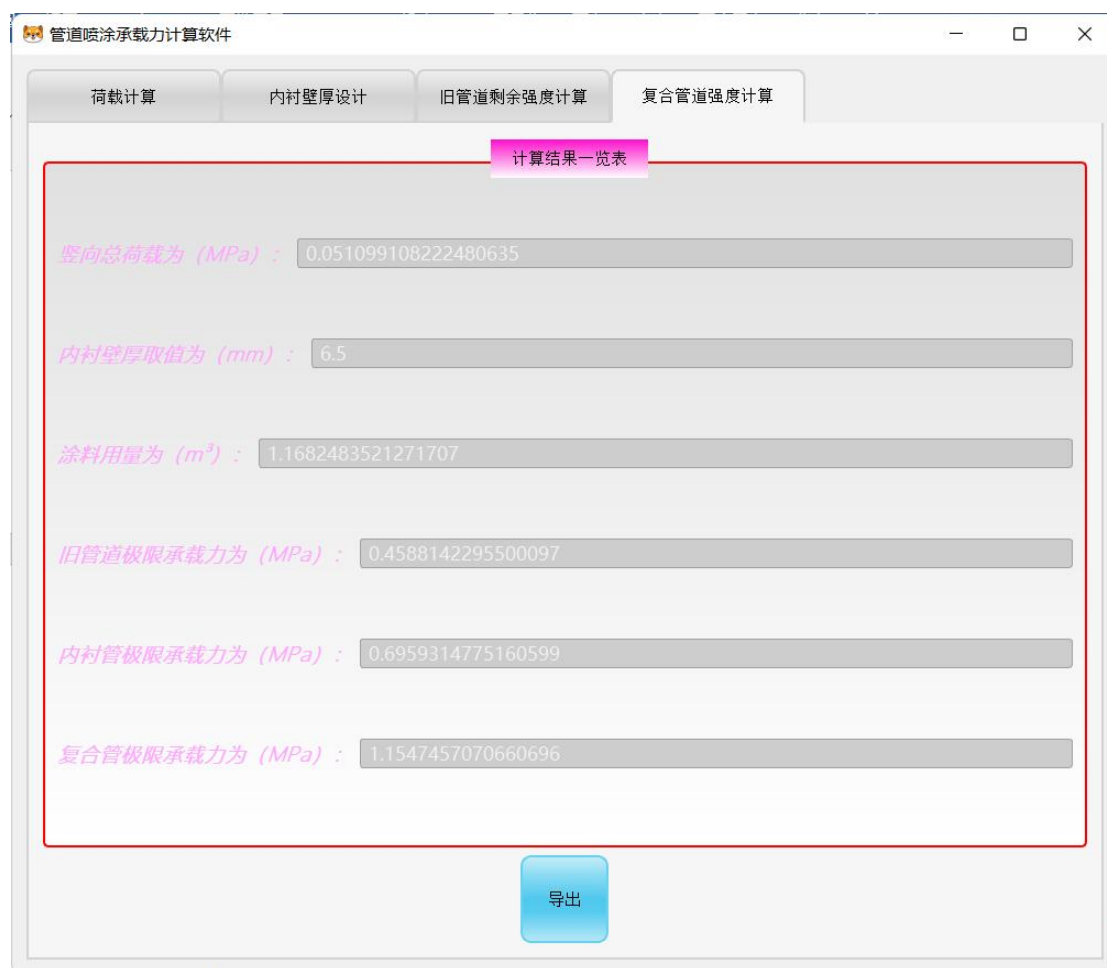 管道喷涂承载力计算软件
荷载计算 内衬壁厚设计 旧管道剩余强度计算 复合管道强度计算
计算结果一览表
竖向总荷载为（MPa）： 0.051099108222480635
内衬壁厚取值为（mm）： 6.5
涂料用量为（m³）： 1.1682483521271707
旧管道极限承载力为（MPa）： 0.4588142295500097
内衬管极限承载力为（MPa）： 0.6959314775160599
复合管极限承载力为（MPa）： 1.1547457070660696
导出